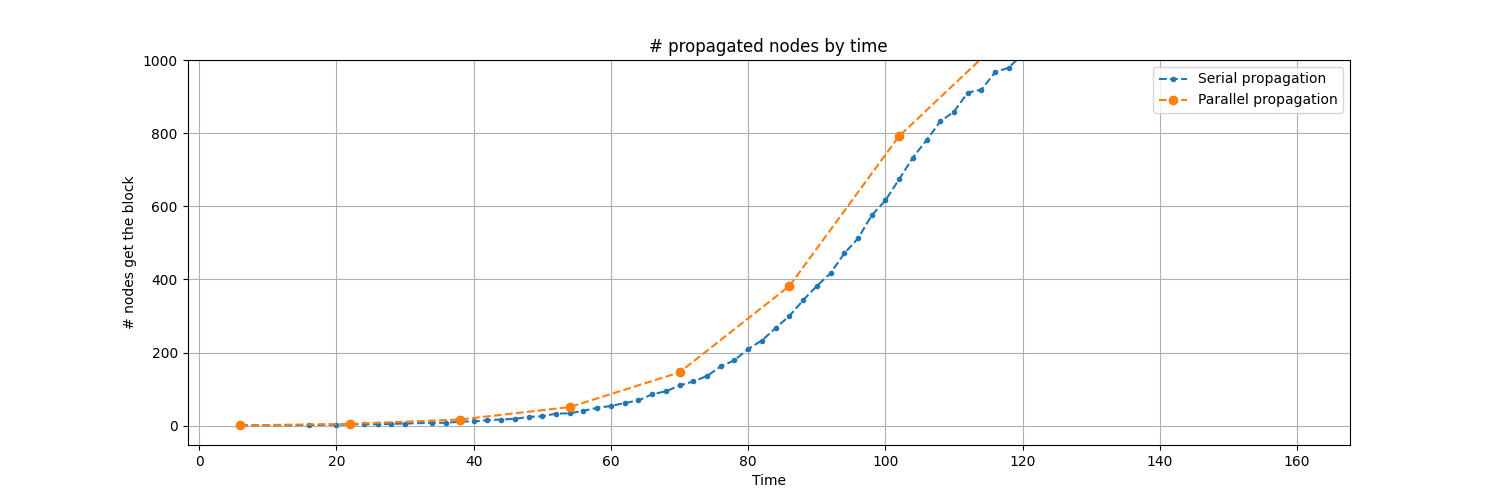 # propagated nodes by time
Serial propagation
Parallel propagation
# nodes get the block
1000
800
600
400
200
0
0 20 40 60 80 100 120 140 160
Time